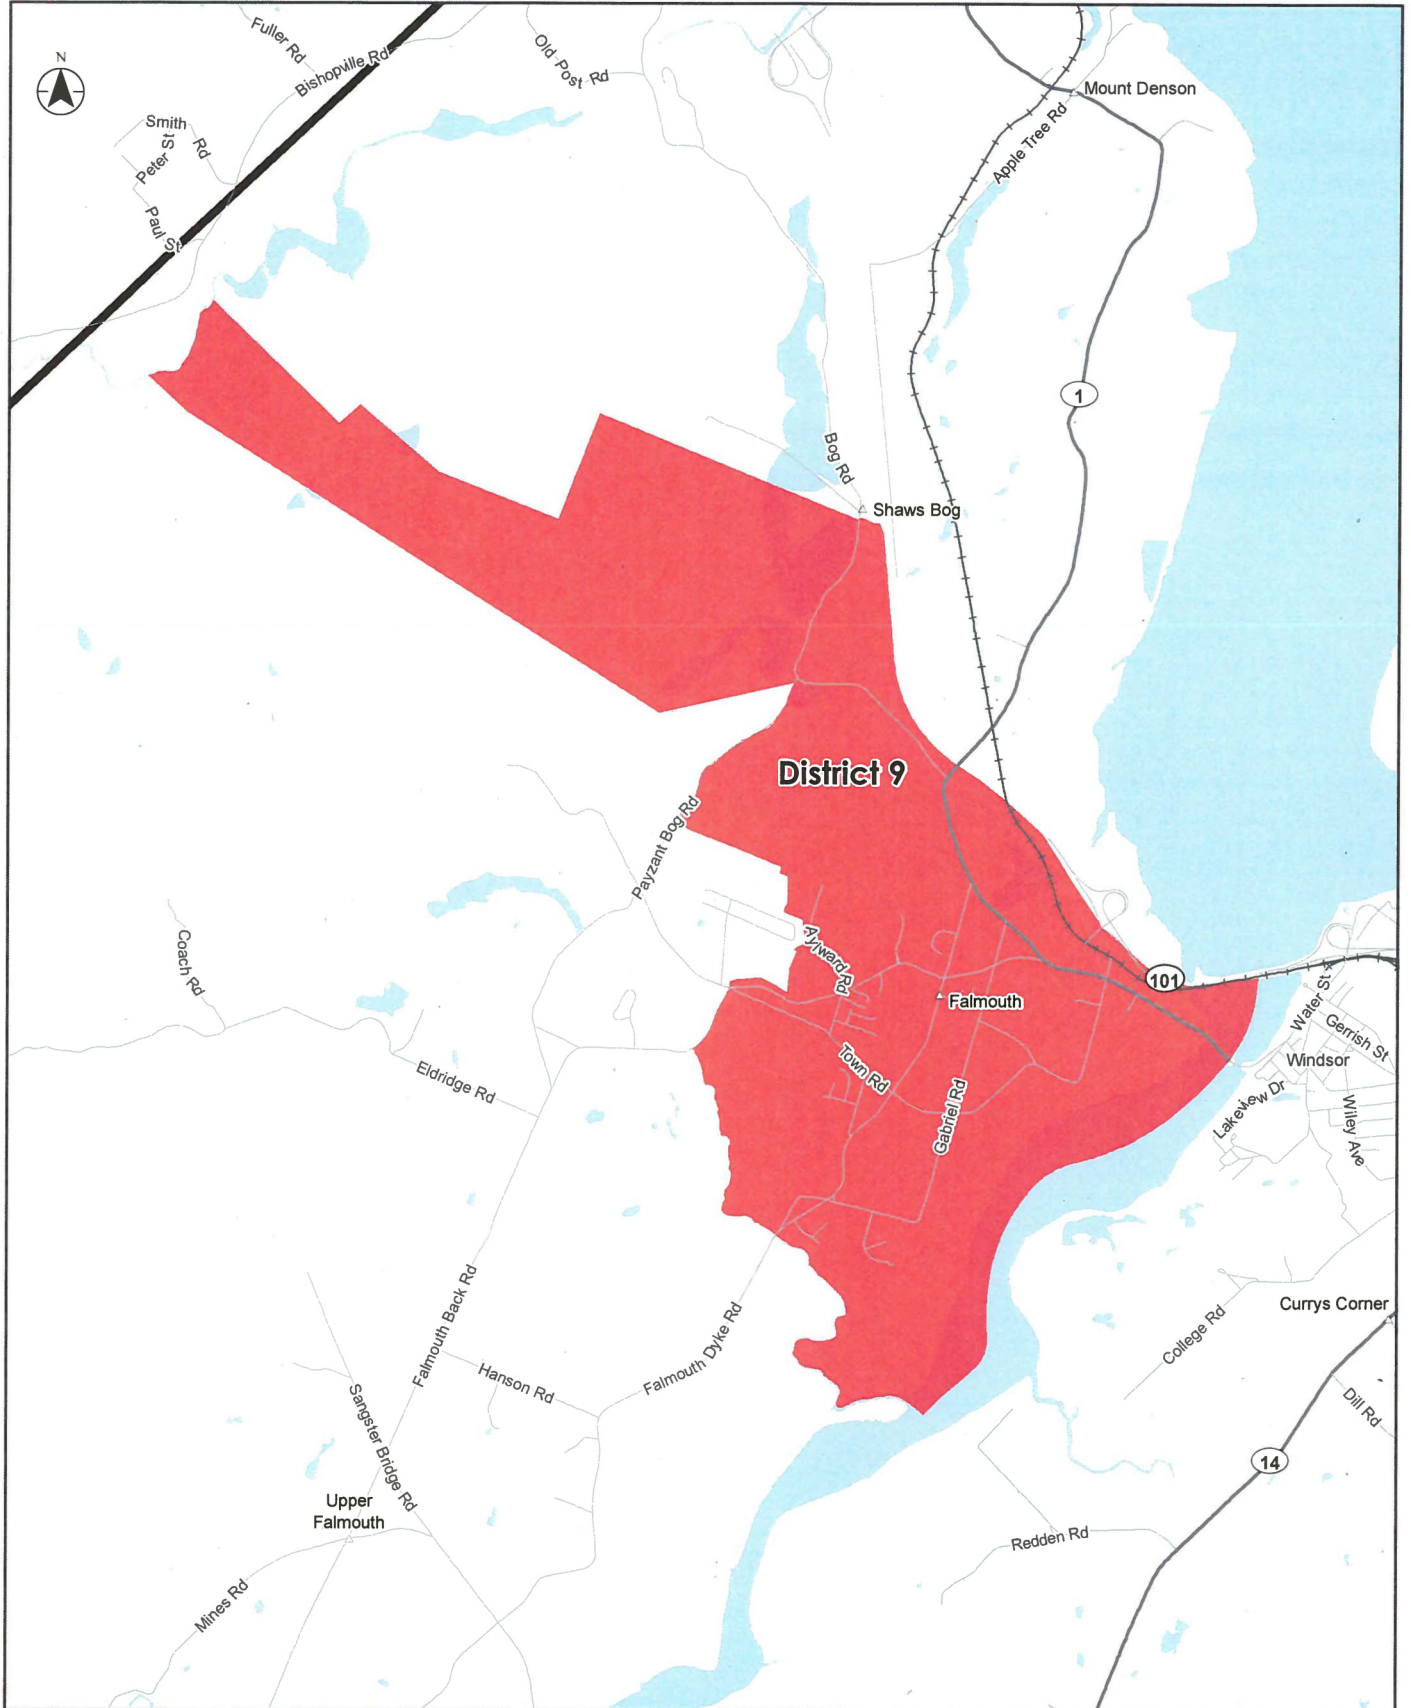 N
Fuller Rd
Bishopville Rd
Old Post Rd
Mount Denson
Smith Rd
Peter St
Apple Tree Rd
Paul St
1
Bog Rd
Shaws Bog
District 9
Payzant Bog Rd
Coach Rd
Aylward Rd
101
Falmouth
Water St
Gerrish St
Windsor
Eldridge Rd
Town Rd
Gabriel Rd
Lakeview Dr
Wiley Ave
Falmouth Back Rd
Currys Corner
College Rd
Falmouth Dyke Rd
Hanson Rd
Sangster Bridge Rd
Dill Rd
14
Upper
Falmouth
Redden Rd
Mines Rd